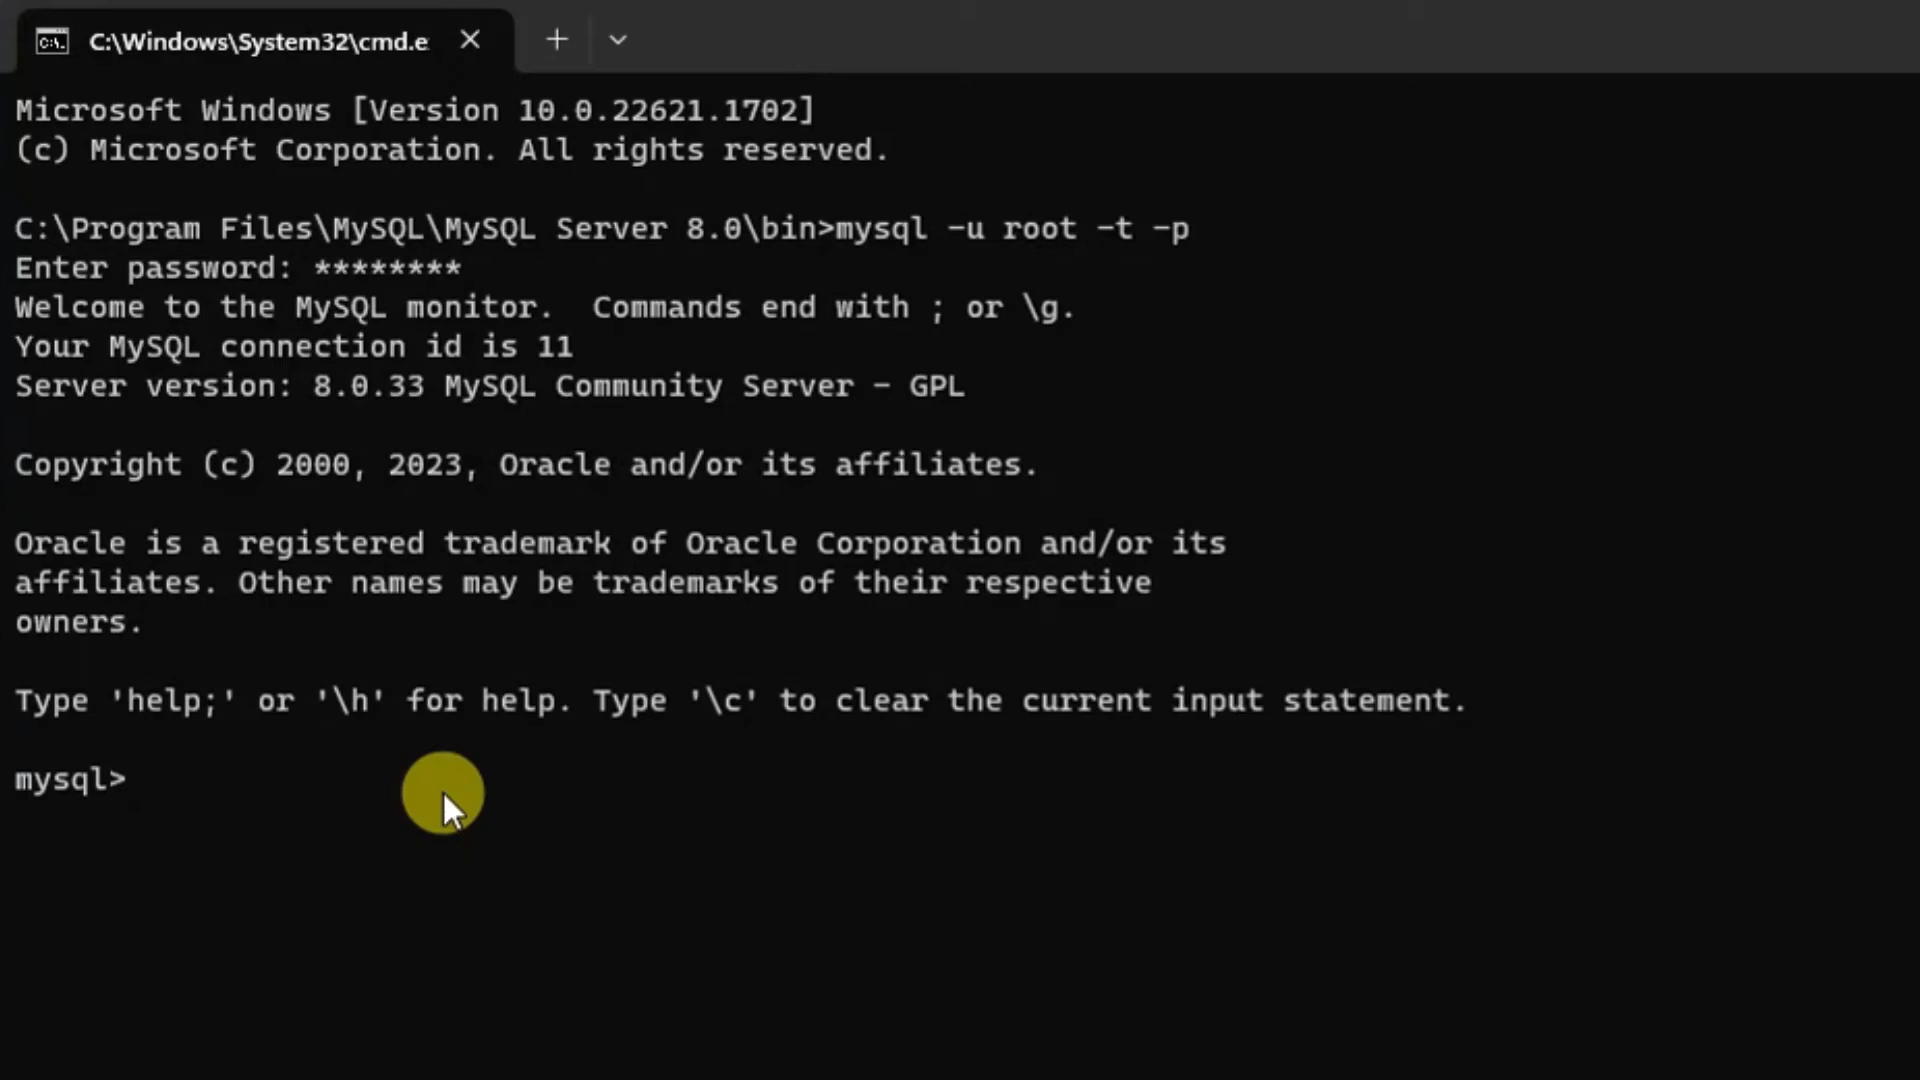 C:\Windows\System32\cmd.e
Microsoft Windows [Version 10.0.22621.1702]
(c) Microsoft Corporation. All rights reserved.
C:\Program Files\MySQL\MySQL Server 8.0\bin>mysql -u root -t -p
Enter password: ********
Welcome to the MySQL monitor.  Commands end with ; or \g.
Your MySQL connection id is 11
Server version: 8.0.33 MySQL Community Server - GPL
Copyright (c) 2000, 2023, Oracle and/or its affiliates.
Oracle is a registered trademark of Oracle Corporation and/or its
affiliates. Other names may be trademarks of their respective
owners.
Type 'help;' or '\h' for help. Type '\c' to clear the current input statement.
mysql>